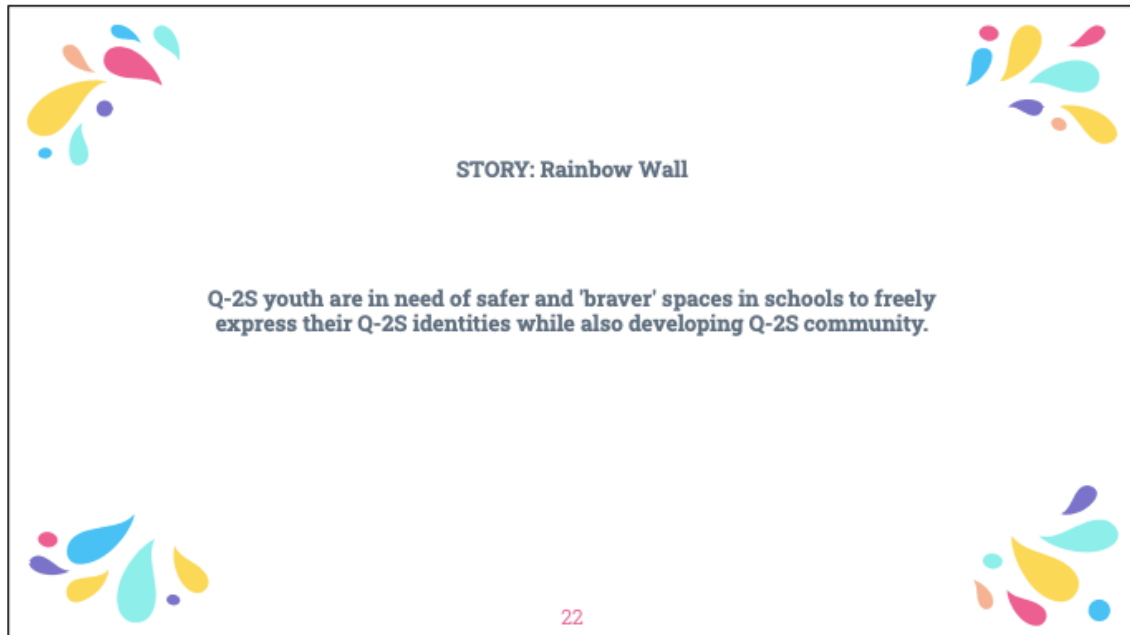 STORY: Rainbow Wall
Q-2S youth are in need of safer and 'braver' spaces in schools to freely
express their Q-2S identities while also developing Q-2S community.
22